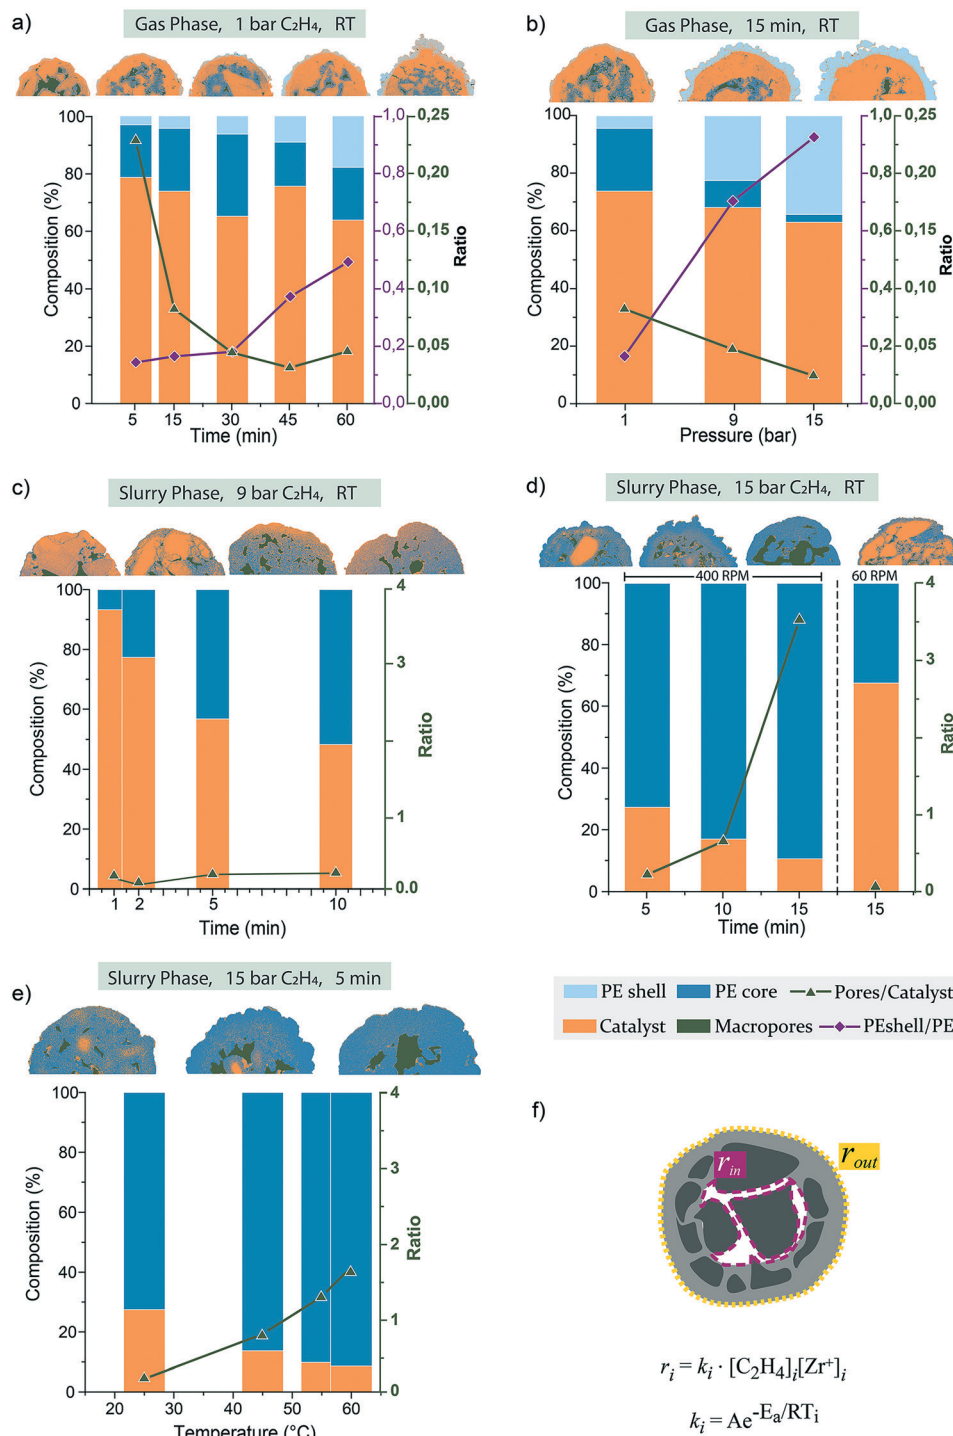 a)
Gas Phase, 1 bar C₂H₄, RT
Composition (%)
100
80
60
40
20
0
5 15 30 45 60
Time (min)
1,0
0,8
0,6
0,4
0,2
0,0
0,25
0,20
0,15
0,10
0,05
0,00
Ratio
b)
Gas Phase, 15 min, RT
Composition (%)
100
80
60
40
20
0
1 9 15
Pressure (bar)
1,0
0,8
0,6
0,4
0,2
0,0
0,25
0,20
0,15
0,10
0,05
0,00
Ratio
c)
Slurry Phase, 9 bar C₂H₄, RT
Composition (%)
100
80
60
40
20
0
1 2 5 10
Time (min)
4
3
2
1
0.0
Ratio
d)
Slurry Phase, 15 bar C₂H₄, RT
400 RPM
60 RPM
Composition (%)
100
80
60
40
20
0
5 10 15 15
Time (min)
4
3
2
1
0
Ratio
e)
Slurry Phase, 15 bar C₂H₄, 5 min
Composition (%)
100
80
60
40
20
0
20 30 40 50 60
Temperature (°C)
4
3
2
1
0
Ratio
PE shell PE core Pores/Catalyst
Catalyst Macropores PEshell/PE
f)
r_in
r_out
r_i = k_i · [C₂H₄]_i[Zr⁺]_i
k_i = Ae^-E_a/RT_i